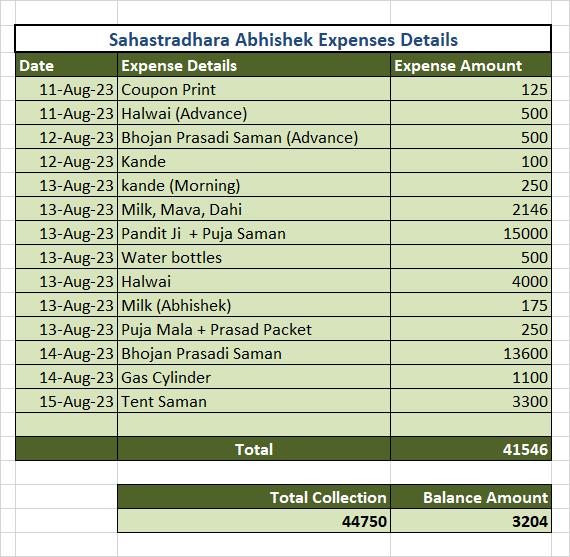 Sahastradhara Abhishek Expenses Details
Date Expense Details Expense Amount
11-Aug-23 Coupon Print 125
11-Aug-23 Halwai (Advance) 500
12-Aug-23 Bhojan Prasadi Saman (Advance) 500
12-Aug-23 Kande 100
13-Aug-23 kande (Morning) 250
13-Aug-23 Milk, Mava, Dahi 2146
13-Aug-23 Pandit Ji + Puja Saman 15000
13-Aug-23 Water bottles 500
13-Aug-23 Halwai 4000
13-Aug-23 Milk (Abhishek) 175
13-Aug-23 Puja Mala + Prasad Packet 250
14-Aug-23 Bhojan Prasadi Saman 13600
14-Aug-23 Gas Cylinder 1100
15-Aug-23 Tent Saman 3300
Total 41546
Total Collection Balance Amount
44750 3204